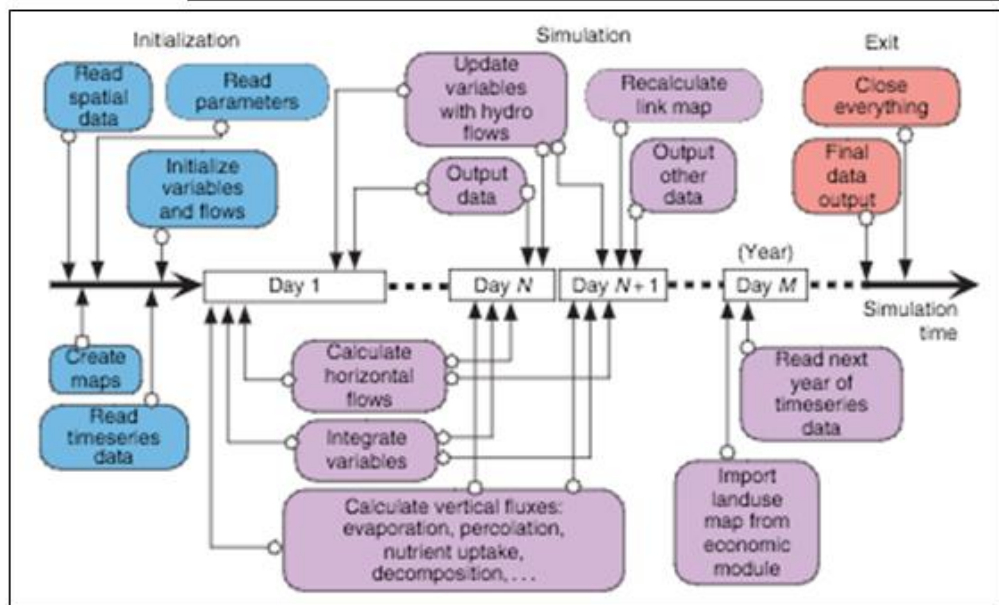 Initialization
Simulation
Exit
Read
spatial
data
Read
parameters
Initialize
variables
and flows
Update
variables
with hydro
flows
Output
data
Recalculate
link map
Output
other
data
Close
everything
Final
data
output
(Year)
Day 1
Day N
Day N + 1
Day M
Simulation
time
Create
maps
Read
timeseries
data
Calculate
horizontal
flows
Integrate
variables
Calculate vertical fluxes:
evaporation, percolation,
nutrient uptake,
decomposition, . . .
Read next
year of
timeseries
data
Import
landuse
map from
economic
module